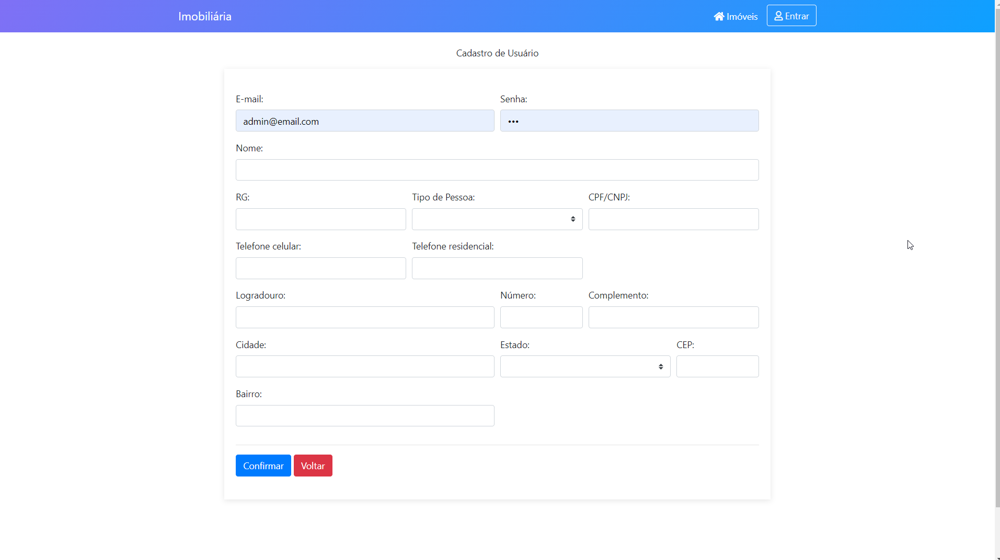 Imobiliária
Imóveis
Entrar
Cadastro de Usuário
E-mail:
Senha:
admin@email.com
•••
Nome:
RG:
Tipo de Pessoa:
CPF/CNPJ:
Telefone celular:
Telefone residencial:
Logradouro:
Número:
Complemento:
Cidade:
Estado:
CEP:
Bairro:
Confirmar
Voltar